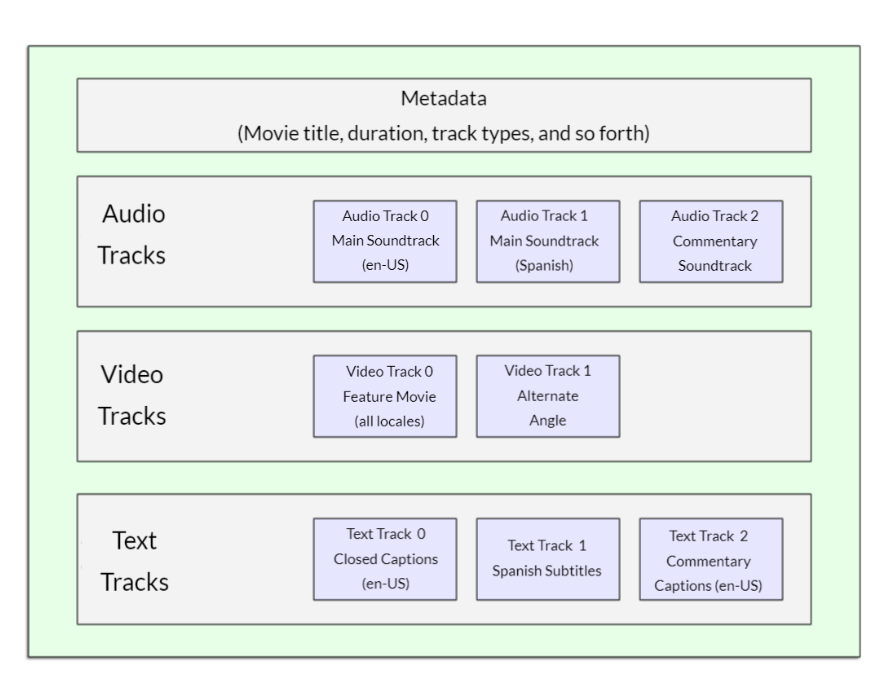 Metadata
(Movie title, duration, track types, and so forth)
Audio
Tracks
Audio Track 0
Main Soundtrack
(en-US)
Audio Track 1
Main Soundtrack
(Spanish)
Audio Track 2
Commentary
Soundtrack
Video
Tracks
Video Track 0
Feature Movie
(all locales)
Video Track 1
Alternate
Angle
Text
Tracks
Text Track 0
Closed Captions
(en-US)
Text Track 1
Spanish Subtitles
Text Track 2
Commentary
Captions (en-US)